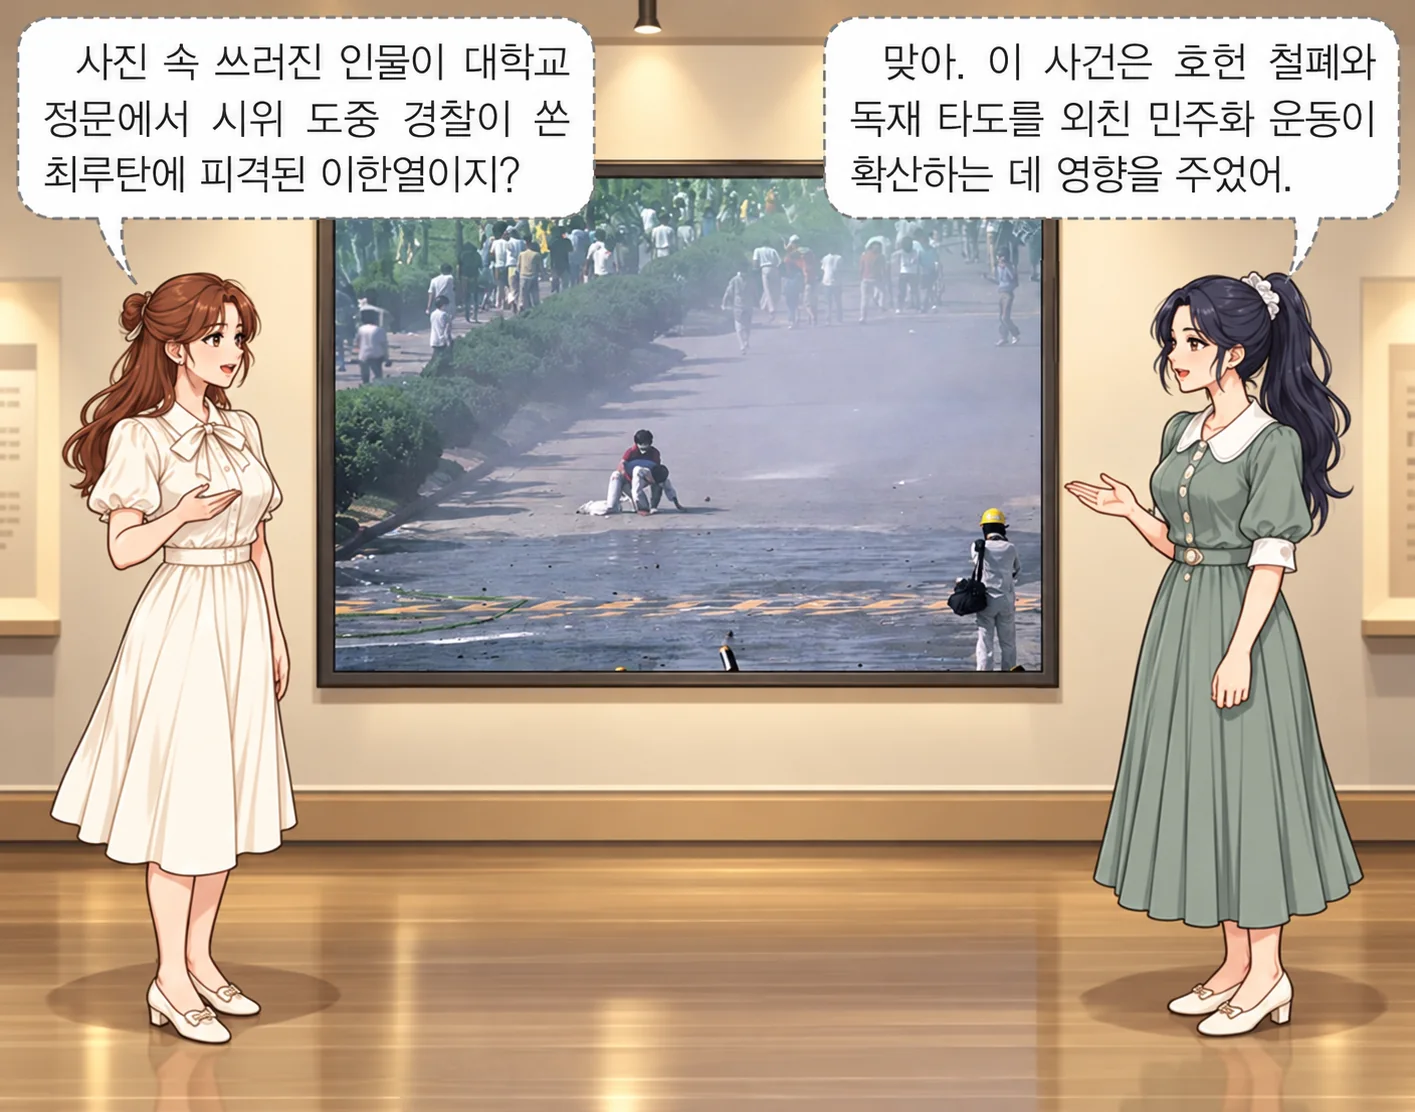 사진 속 쓰러진 인물이 대학교
정문에서 시위 도중 경찰이 쏜
최루탄에 피격된 이한열이지?
맞아. 이 사건은 호헌 철폐와
독재 타도를 외친 민주화 운동이
확산하는 데 영향을 주었어.